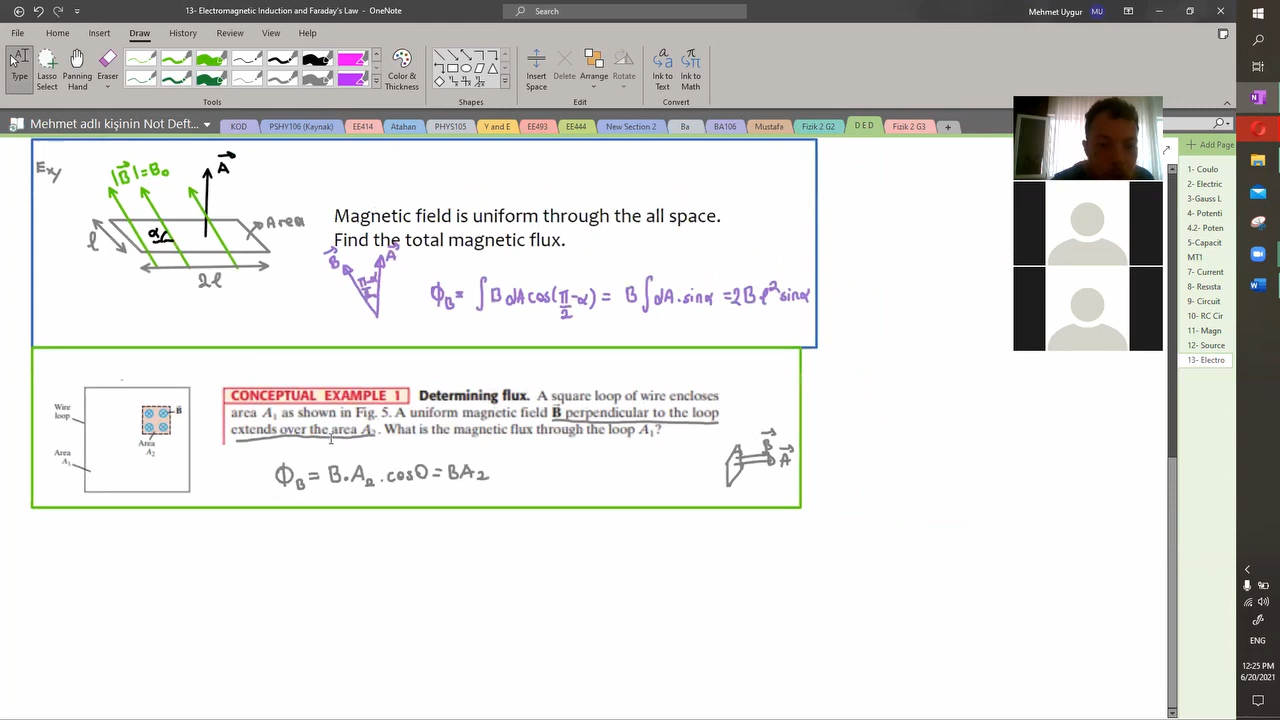 13- Electromagnetic Induction and Faraday's Law - OneNote
Search
Mehmet Uygur
MU
File
Home
Insert
Draw
History
Review
View
Help
Type
Lasso Select
Panning Hand
Eraser
Color & Thickness
Insert Space
Delete
Arrange
Rotate
Ink to Text
Ink to Math
Tools
Shapes
Edit
Convert
Mehmet adlı kişinin Not Deft...
KOD
PSHY106 (Kaynak)
EE414
Atahan
PHYS105
Y and E
EE493
EE444
New Section 2
Ba
BA106
Mustafa
Fizik 2 G2
D E D
Fizik 2 G3
Add Page
1- Coulo
2- Electric
3-Gauss L
4- Potenti
4.2- Poten
5-Capacit
MT1
7- Current
8- Resista
9- Circuit
10- RC Cir
11- Magn
12- Source
13- Electro
Ex/
|B⃗|=B₀
A⃗
Area
α
l
2l
Magnetic field is uniform through the all space.
Find the total magnetic flux.
B⃗
A⃗
π/2-α
Φ_B = ∫ B dA cos(π/2-α) = B ∫ dA . sinα = 2Bl² sinα
Wire loop
Area A₁
B⃗
Area A₂
CONCEPTUAL EXAMPLE 1 Determining flux. A square loop of wire encloses
area A₁ as shown in Fig. 5. A uniform magnetic field B⃗ perpendicular to the loop
extends over the area A₂. What is the magnetic flux through the loop A₁?
Φ_B = B.A₂.cos0 = BA₂
B⃗
A⃗
ENG
12:25 PM
6/20/2021